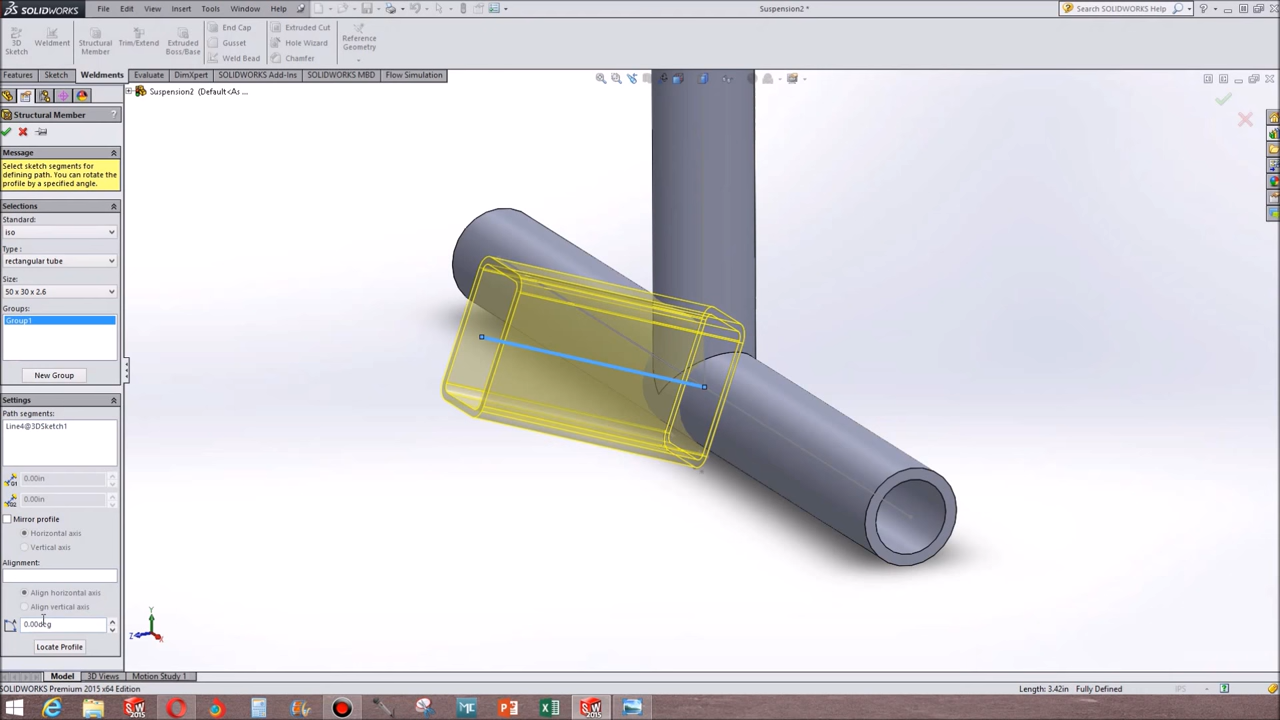 SOLIDWORKS
File Edit View Insert Tools Window Help
Suspension2 *
Search SOLIDWORKS Help
3D Sketch
Weldment
Structural Member
Trim/Extend
Extruded Boss/Base
End Cap
Gusset
Weld Bead
Extruded Cut
Hole Wizard
Chamfer
Reference Geometry
Features Sketch Weldments Evaluate DimXpert SOLIDWORKS Add-Ins SOLIDWORKS MBD Flow Simulation
Suspension2 (Default<As ...
Structural Member
?
Message
Select sketch segments for
defining path. You can rotate the
profile by a specified angle.
Selections
Standard:
iso
Type :
rectangular tube
Size:
50 x 30 x 2.6
Groups:
Group1
New Group
Settings
Path segments:
Line4@3DSketch1
G1 0.00in
G2 0.00in
Mirror profile
Horizontal axis
Vertical axis
Alignment:
Align horizontal axis
Align vertical axis
0.00deg
Locate Profile
Y
Z
X
Model 3D Views Motion Study 1
SOLIDWORKS Premium 2015 x64 Edition
Length: 3.42in Fully Defined
IPS